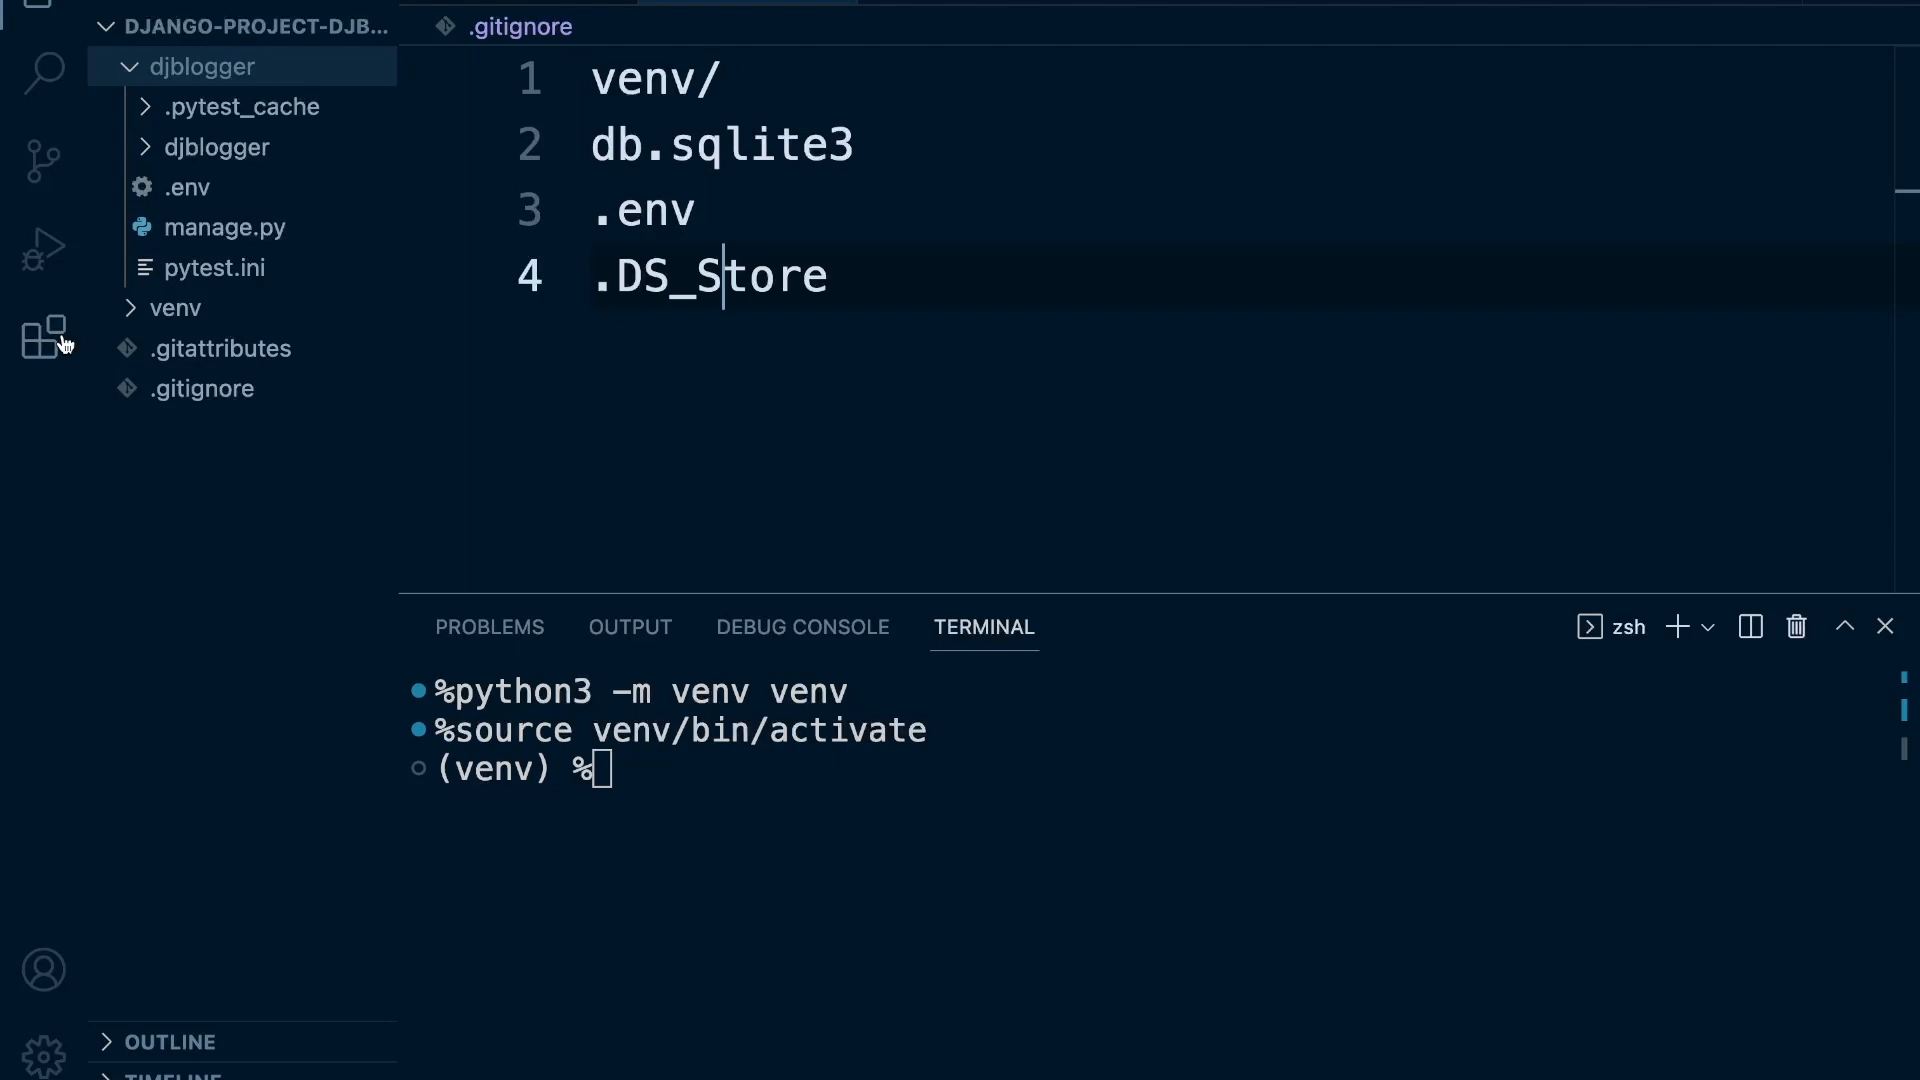 DJANGO-PROJECT-DJB...
djblogger
.pytest_cache
djblogger
.env
manage.py
pytest.ini
venv
.gitattributes
.gitignore
OUTLINE
TIMELINE
.gitignore
1 venv/
2 db.sqlite3
3 .env
4 .DS_Store
PROBLEMS OUTPUT DEBUG CONSOLE TERMINAL zsh
%python3 -m venv venv
%source venv/bin/activate
(venv) %